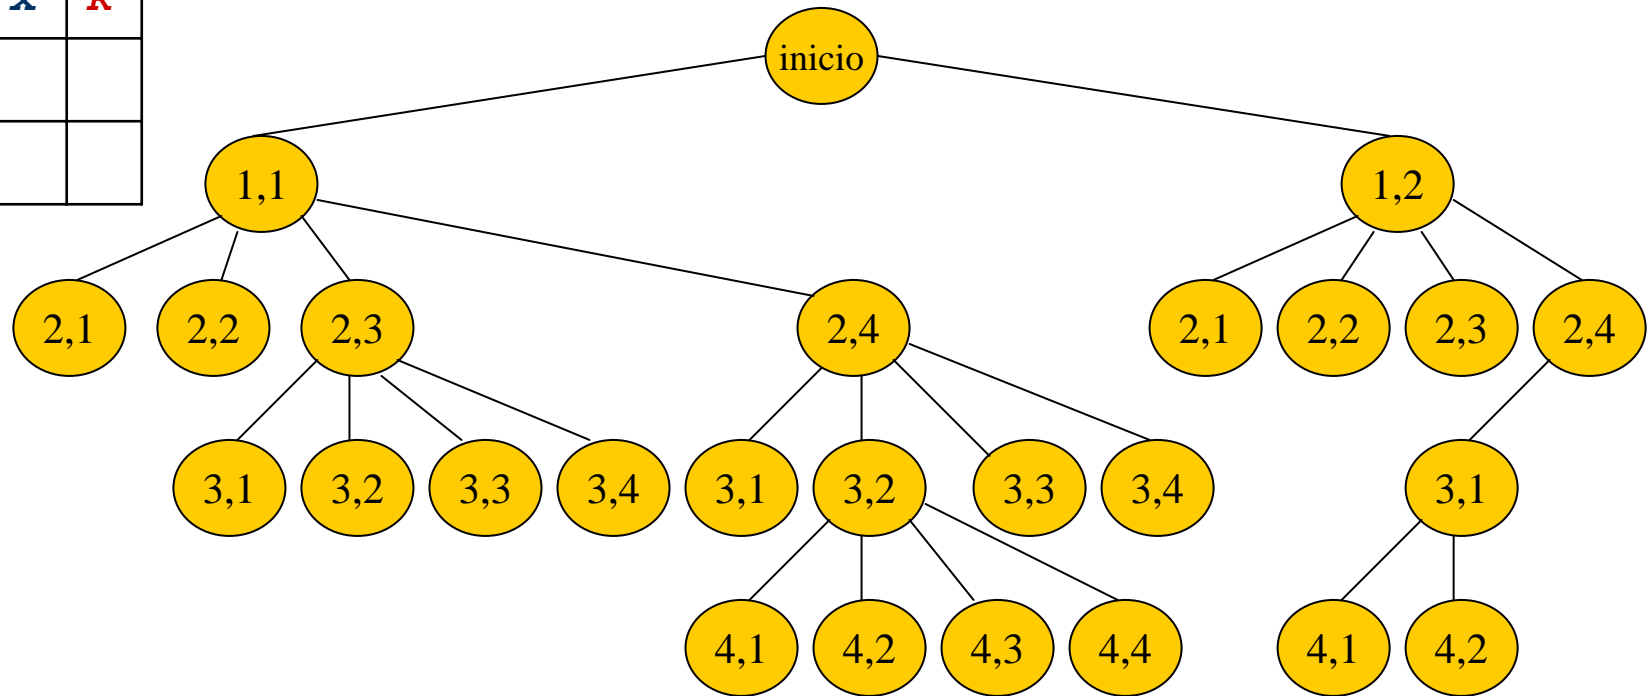 X R
inicio
1,1 1,2
2,1 2,2 2,3 2,4 2,1 2,2 2,3 2,4
3,1 3,2 3,3 3,4 3,1 3,2 3,3 3,4 3,1
4,1 4,2 4,3 4,4 4,1 4,2